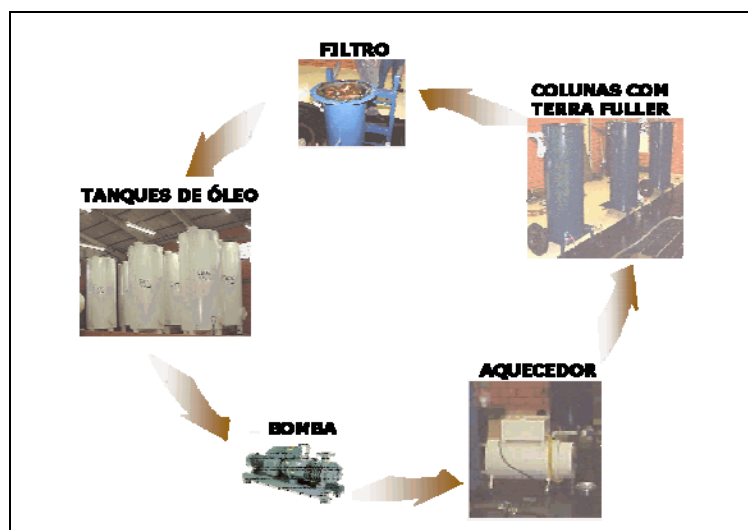 FILTRO
COLUNAS COM
TERRA FULLER
TANQUES DE ÓLEO
AQUECEDOR
BOMBA